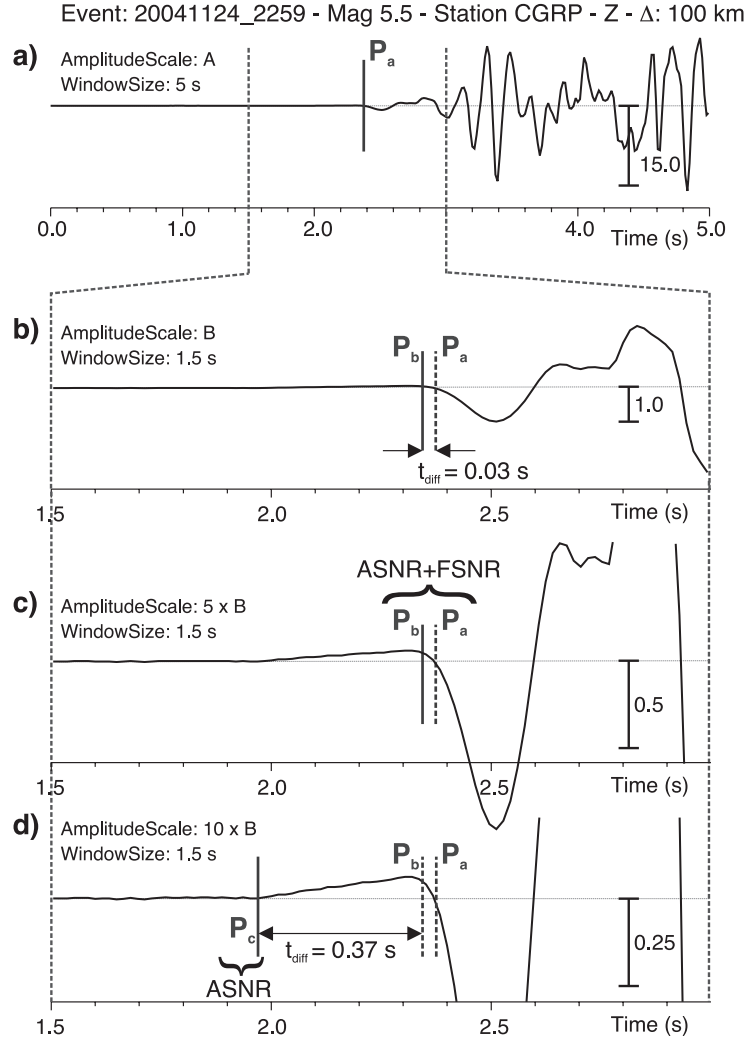 Event: 20041124_2259 - Mag 5.5 - Station CGRP - Z - Δ: 100 km
a)
AmplitudeScale: A
WindowSize: 5 s
Pa
15.0
0.0 1.0 2.0 4.0 Time (s) 5.0
b)
AmplitudeScale: B
WindowSize: 1.5 s
Pb Pa
1.0
tdiff = 0.03 s
1.5 2.0 2.5 Time (s)
ASNR+FSNR
c)
AmplitudeScale: 5 x B
WindowSize: 1.5 s
Pb Pa
0.5
1.5 2.0 2.5 Time (s)
d)
AmplitudeScale: 10 x B
WindowSize: 1.5 s
Pb Pa
Pc
tdiff = 0.37 s
0.25
ASNR
1.5 2.0 2.5 Time (s)